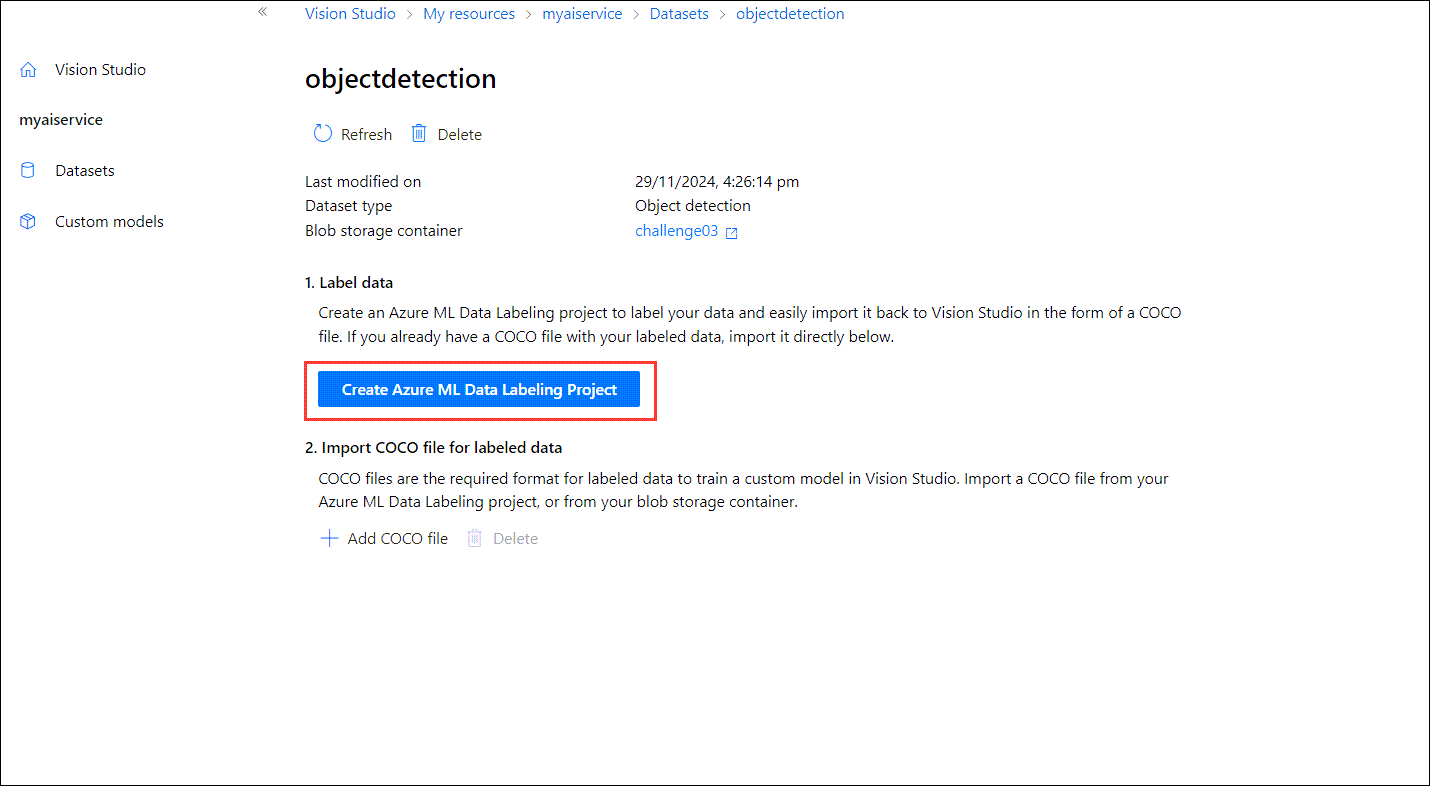 Vision Studio > My resources > myaiservice > Datasets > objectdetection
Vision Studio
myaiservice
Datasets
Custom models
objectdetection
Refresh Delete
Last modified on 29/11/2024, 4:26:14 pm
Dataset type Object detection
Blob storage container challenge03
1. Label data
Create an Azure ML Data Labeling project to label your data and easily import it back to Vision Studio in the form of a COCO
file. If you already have a COCO file with your labeled data, import it directly below.
Create Azure ML Data Labeling Project
2. Import COCO file for labeled data
COCO files are the required format for labeled data to train a custom model in Vision Studio. Import a COCO file from your
Azure ML Data Labeling project, or from your blob storage container.
Add COCO file Delete